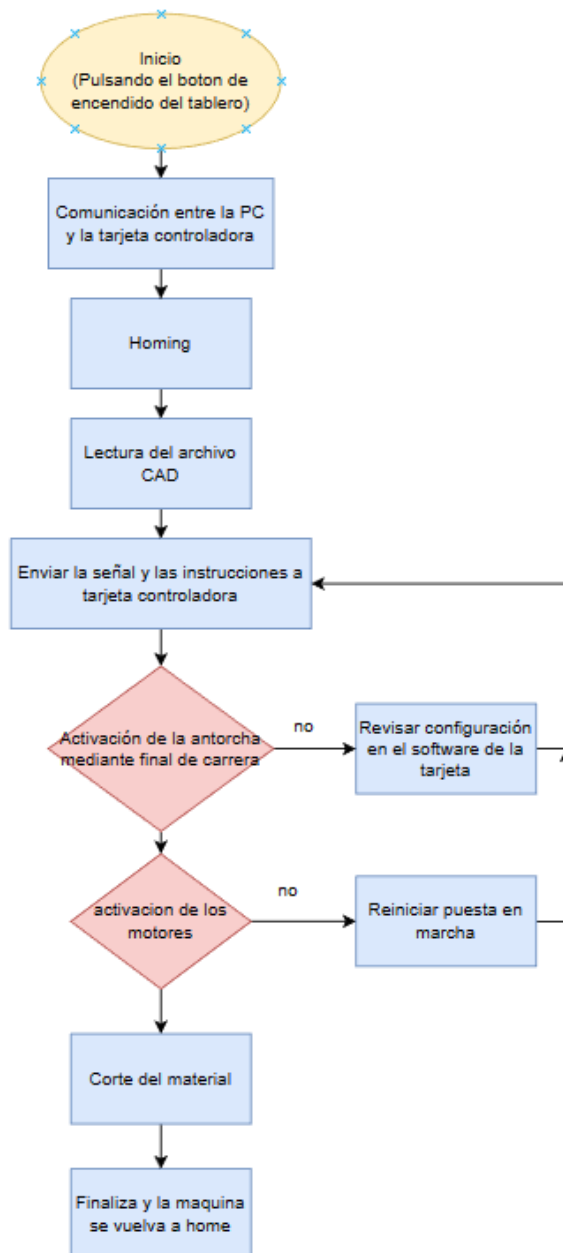 Inicio
(Pulsando el boton de
encendido del tablero)
Comunicación entre la PC
y la tarjeta controladora
Homing
Lectura del archivo
CAD
Enviar la señal y las instrucciones a
tarjeta controladora
Activación de la antorcha
mediante final de carrera
no
Revisar configuración
en el software de la
tarjeta
activacion de los
motores
no
Reiniciar puesta en
marcha
Corte del material
Finaliza y la maquina
se vuelva a home